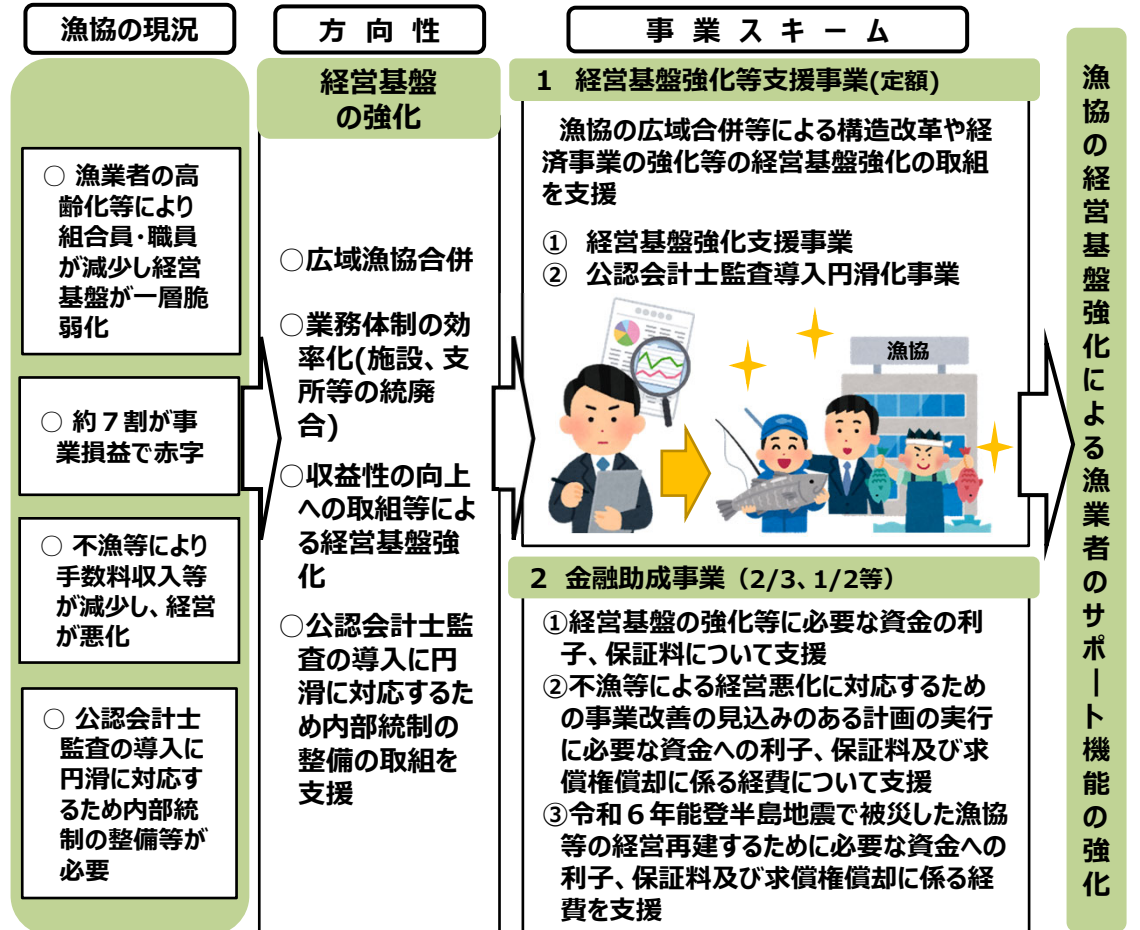 漁協の現況
方向性
事業スキーム
○ 漁業者の高
齢化等により
組合員・職員
が減少し経営
基盤が一層脆
弱化
○ 約７割が事
業損益で赤字
○ 不漁等により
手数料収入等
が減少し、経営
が悪化
○ 公認会計士
監査の導入に
円滑に対応す
るため内部統
制の整備等が
必要
経営基盤
の強化
○広域漁協合併
○業務体制の効
率化(施設、支
所等の統廃
合)
○収益性の向上
への取組等によ
る経営基盤強
化
○公認会計士監
査の導入に円
滑に対応するた
め内部統制の
整備の取組を
支援
1 経営基盤強化等支援事業(定額)
漁協の広域合併等による構造改革や経
済事業の強化等の経営基盤強化の取組
を支援
① 経営基盤強化支援事業
② 公認会計士監査導入円滑化事業
漁協
2 金融助成事業（2/3、1/2等）
①経営基盤の強化等に必要な資金の利
子、保証料について支援
②不漁等による経営悪化に対応するため
の事業改善の見込みのある計画の実行
に必要な資金への利子、保証料及び求
償権償却に係る経費について支援
③令和６年能登半島地震で被災した漁協
等の経営再建するために必要な資金への
利子、保証料及び求償権償却に係る経
費を支援
漁協の経営基盤強化による漁業者のサポート機能の強化